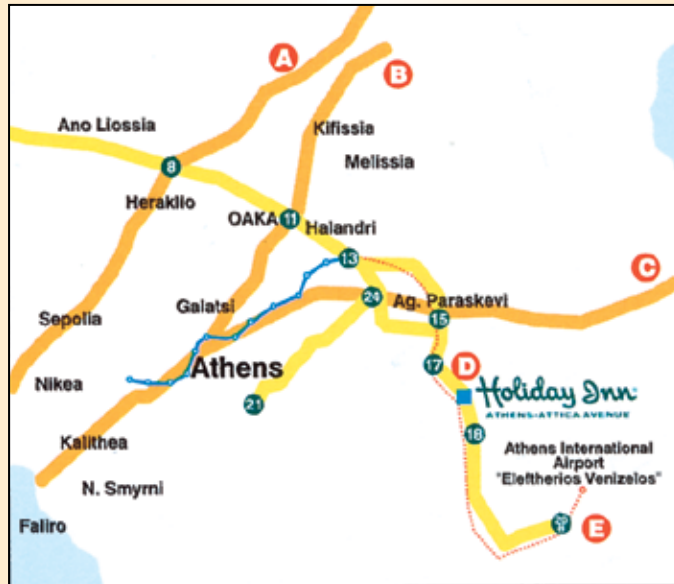 A
B
Ano Liossia
Kifissia
8
Melissia
Heraklio
OAKA
11
Halandri
13
C
24
Galatsi
Ag. Paraskevi
15
Sepolia
17
D
Athens
Nikea
Holiday Inn
ATHENS-ATTICA AVENUE
21
18
Kalithea
Athens International
Airport
"Eleftherios Venizelos"
N. Smyrni
Faliro
E